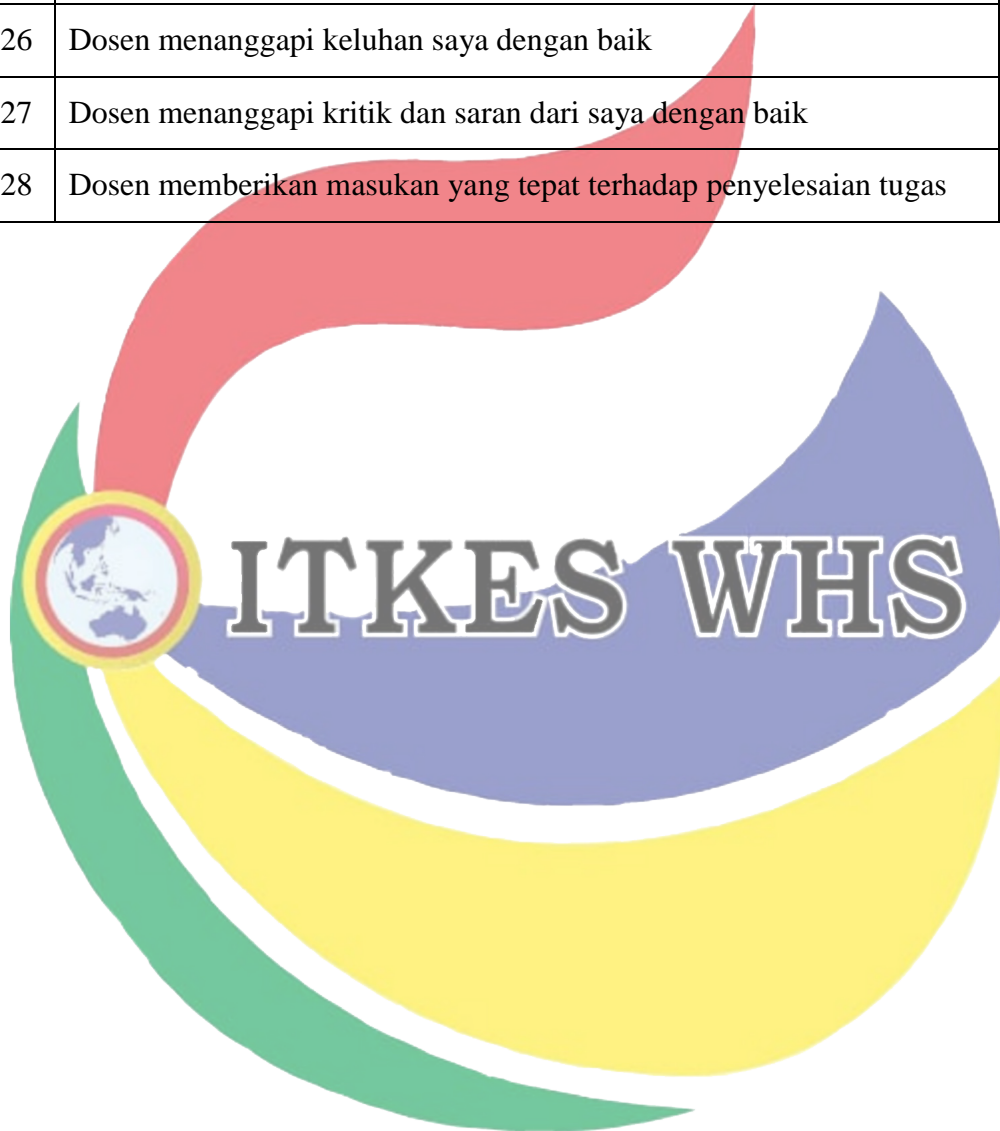 26 Dosen menanggapi keluhan saya dengan baik
27 Dosen menanggapi kritik dan saran dari saya dengan baik
28 Dosen memberikan masukan yang tepat terhadap penyelesaian tugas
ITKES WHS